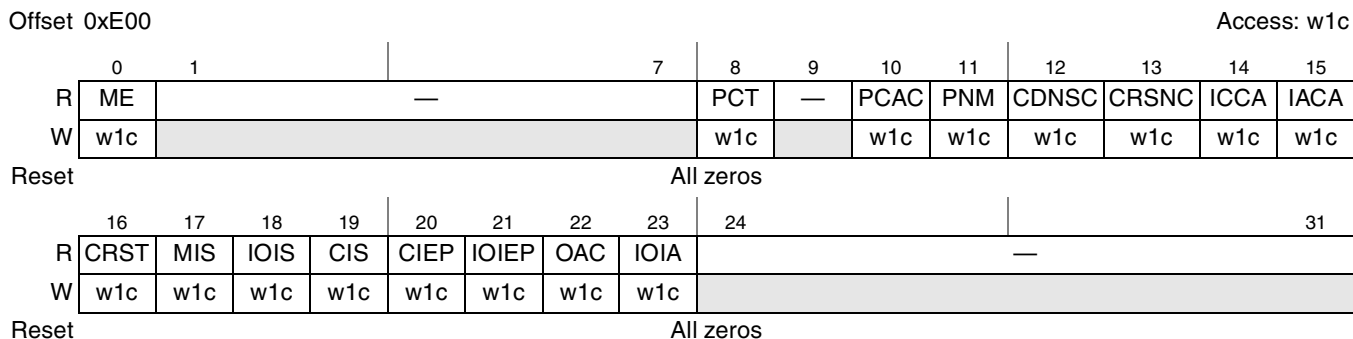 Offset 0xE00 Access: w1c
0 1 7 8 9 10 11 12 13 14 15
R ME — PCT — PCAC PNM CDNSC CRSNC ICCA IACA
W w1c w1c w1c w1c w1c w1c w1c w1c
Reset All zeros
16 17 18 19 20 21 22 23 24 31
R CRST MIS IOIS CIS CIEP IOIEP OAC IOIA —
W w1c w1c w1c w1c w1c w1c w1c w1c
Reset All zeros